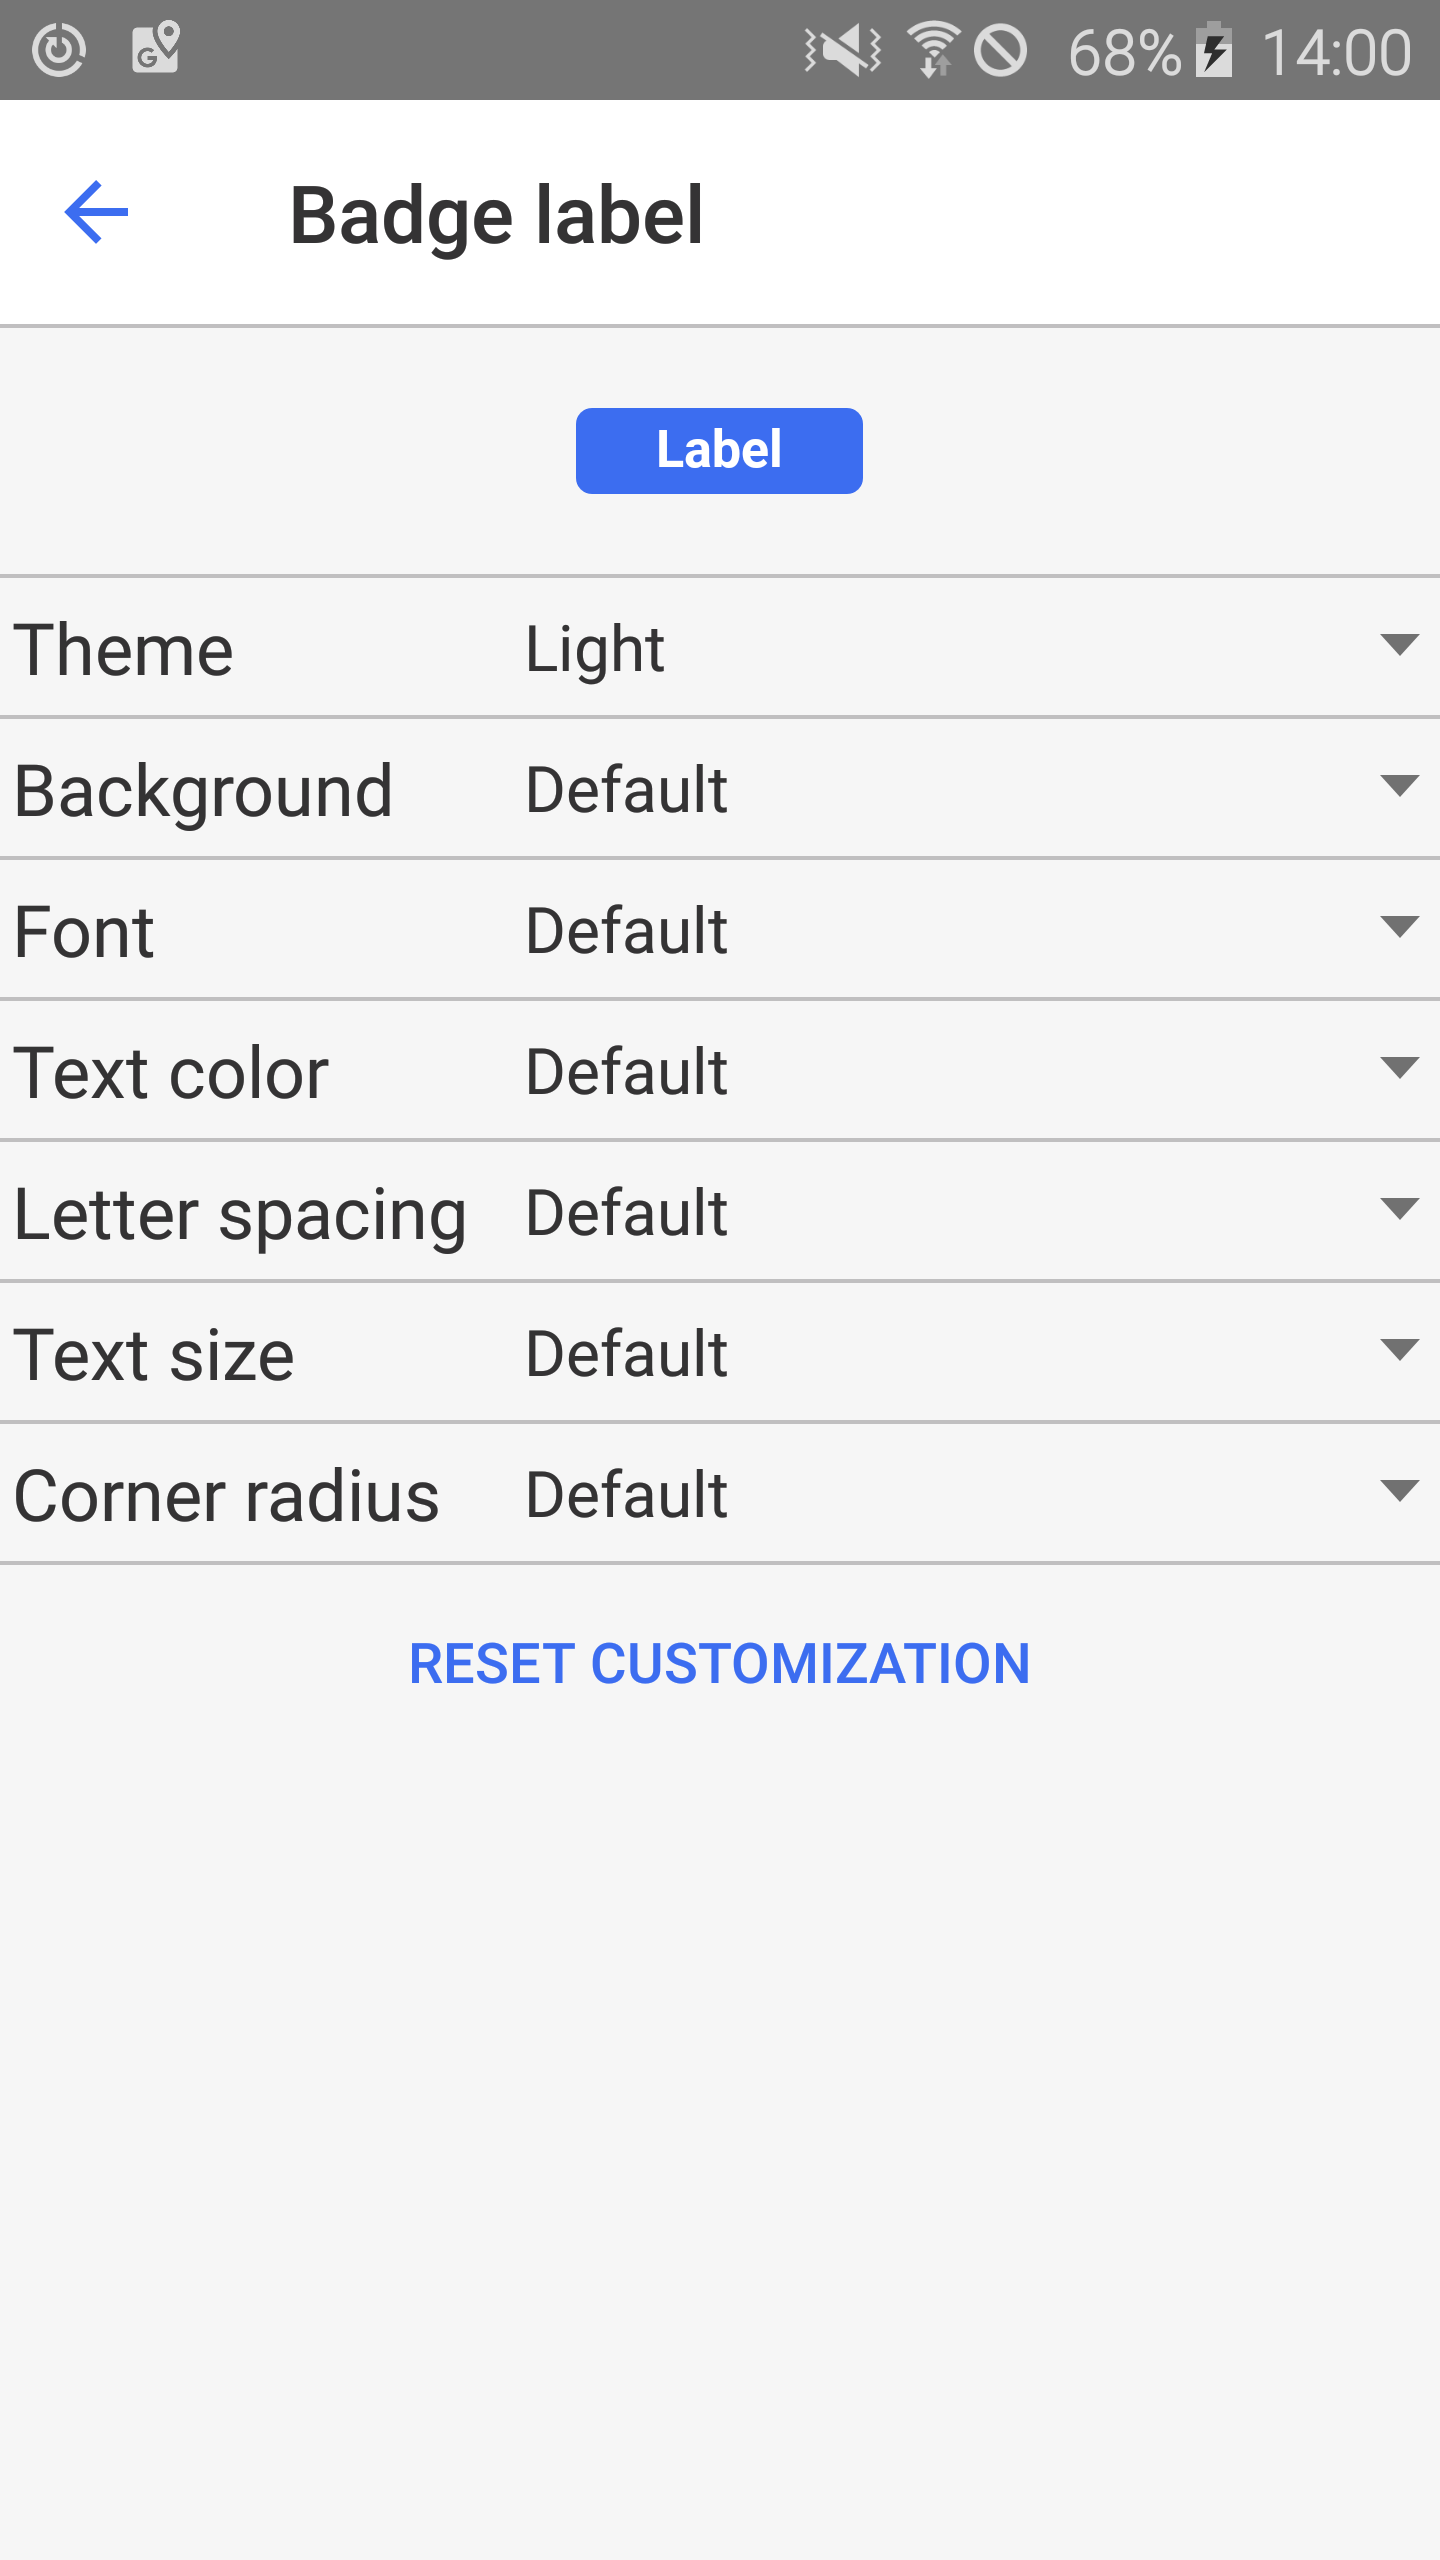 68% 14:00
Badge label
Label
Theme Light
Background Default
Font Default
Text color Default
Letter spacing Default
Text size Default
Corner radius Default
RESET CUSTOMIZATION